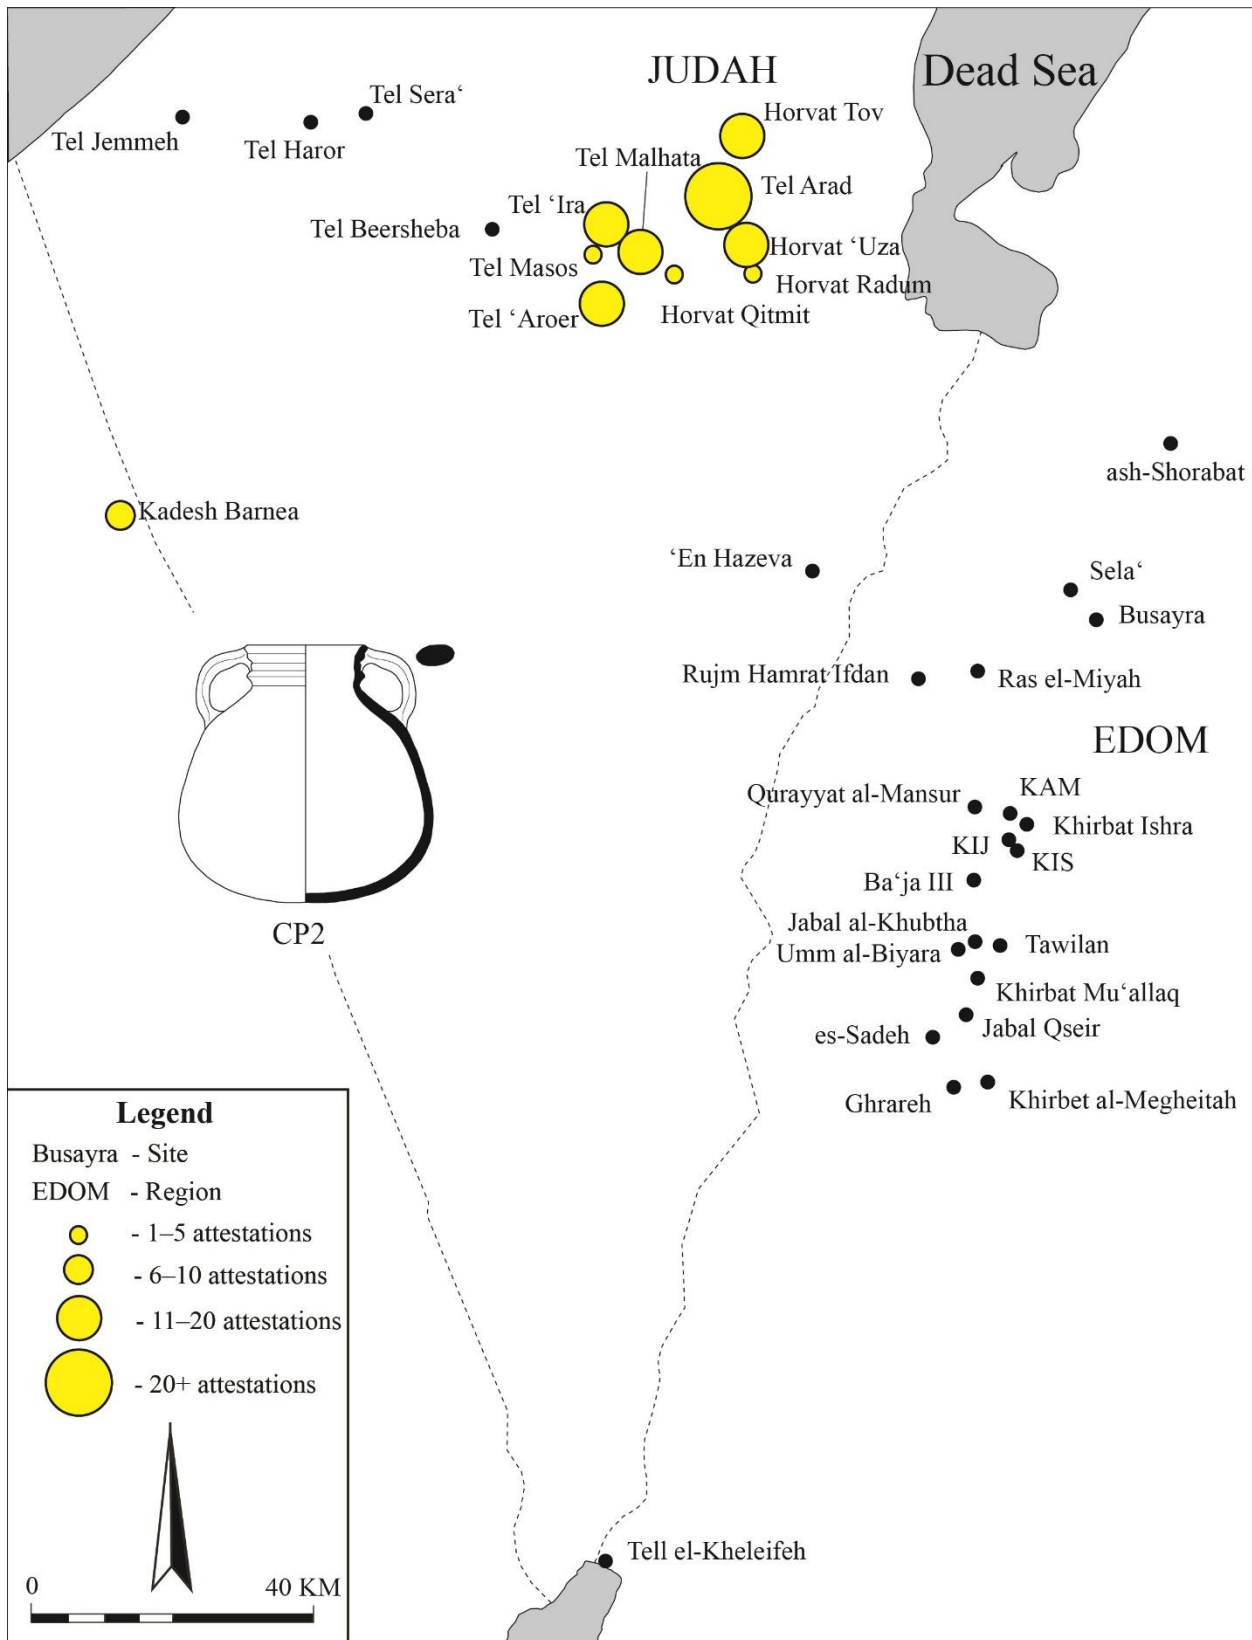 JUDAH
Dead Sea
Tel Sera‘
Tel Jemmeh
Tel Haror
Horvat Tov
Tel Malhata
Tel Arad
Tel ‘Ira
Tel Beersheba
Horvat ‘Uza
Tel Masos
Horvat Radum
Tel ‘Aroer
Horvat Qitmit
ash-Shorabat
Kadesh Barnea
‘En Hazeva
Sela‘
Busayra
Rujm Hamrat Ifdan
Ras el-Miyah
EDOM
Qurayyat al-Mansur
KAM
Khirbat Ishra
KIJ
KIS
Ba‘ja III
Jabal al-Khubtha
CP2
Umm al-Biyara
Tawilan
Khirbat Mu‘allaq
Jabal Qseir
es-Sadeh
Ghrareh
Khirbet al-Megheitah
Legend
Busayra - Site
EDOM - Region
- 1–5 attestations
- 6–10 attestations
- 11–20 attestations
- 20+ attestations
Tell el-Kheleifeh
0 40 KM